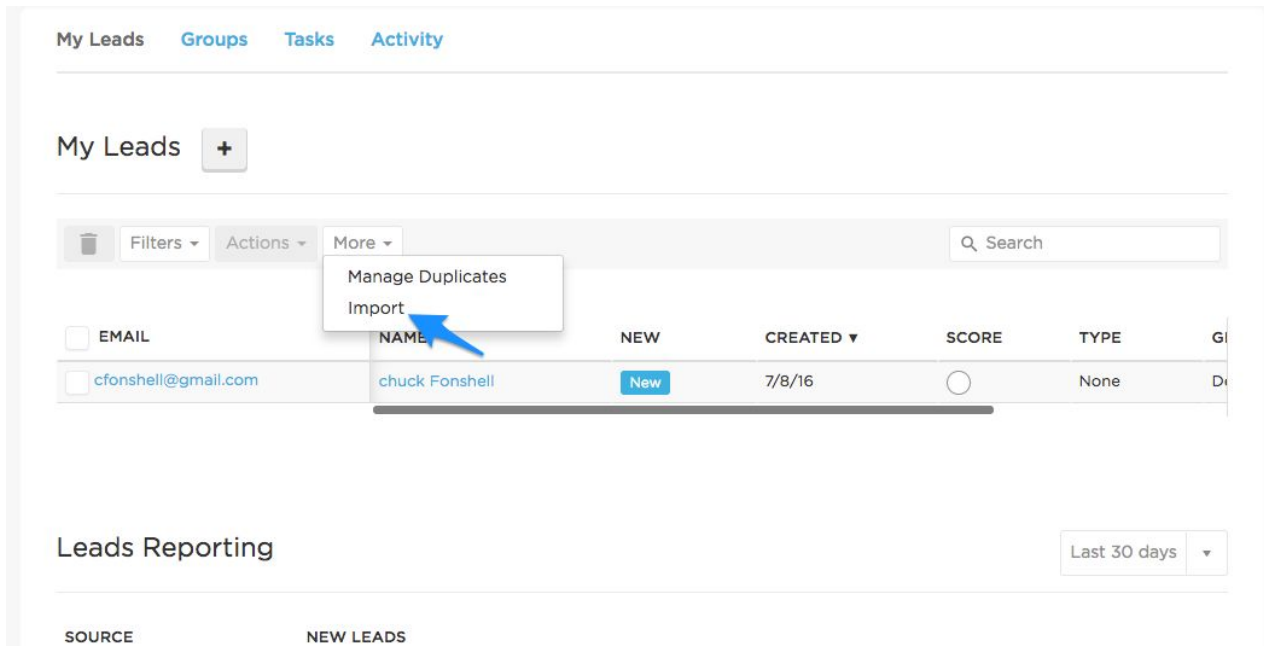 My Leads Groups Tasks Activity
My Leads +
Filters Actions More Search
Manage Duplicates
Import
EMAIL NAME NEW CREATED ▼ SCORE TYPE
cfonshell@gmail.com chuck Fonshell New 7/8/16 None
Leads Reporting Last 30 days
SOURCE NEW LEADS